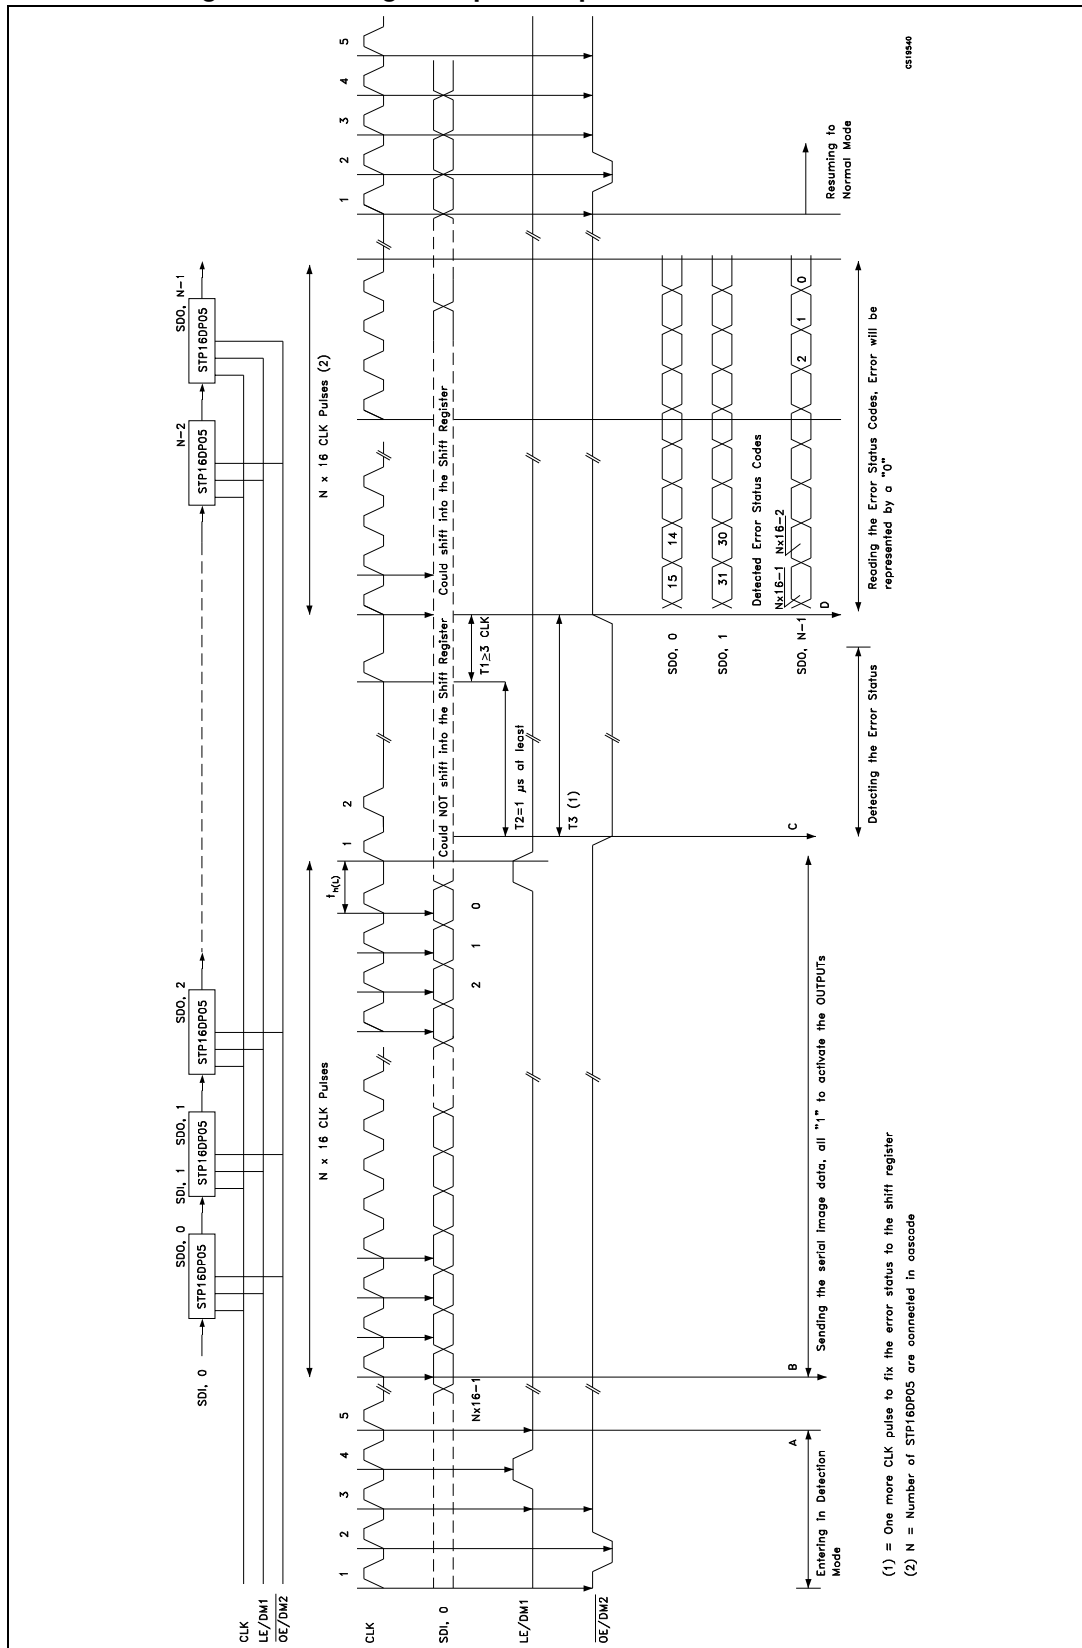 SDI, 0
STP16DP05
SDO, 0
SDI, 1
STP16DP05
SDO, 1
STP16DP05
SDO, 2
STP16DP05
N-2
STP16DP05
SDO, N-1
CLK
LE/DM1
OE/DM2
N x 16 CLK Pulses
N x 16 CLK Pulses (2)
CLK
1
2
3
4
5
th(L)
1
2
1
2
3
4
5
SDI, 0
Nx16-1
2
1
0
Could NOT shift into the Shift Register
Could shift into the Shift Register
T1≥3 CLK
T2=1 µs at least
T3 (1)
LE/DM1
OE/DM2
SDO, 0
15
14
SDO, 1
31
30
Detected Error Status Codes
Nx16-1
Nx16-2
SDO, N-1
2
1
0
A
B
C
D
Entering in Detection
Mode
Sending the serial image data, all "1" to activate the OUTPUTs
Detecting the Error Status
Reading the Error Status Codes, Error will be
represented by a "0"
Resuming to
Normal Mode
(1) = One more CLK pulse to fix the error status to the shift register
(2) N = Number of STP16DP05 are connected in cascade
CS19540